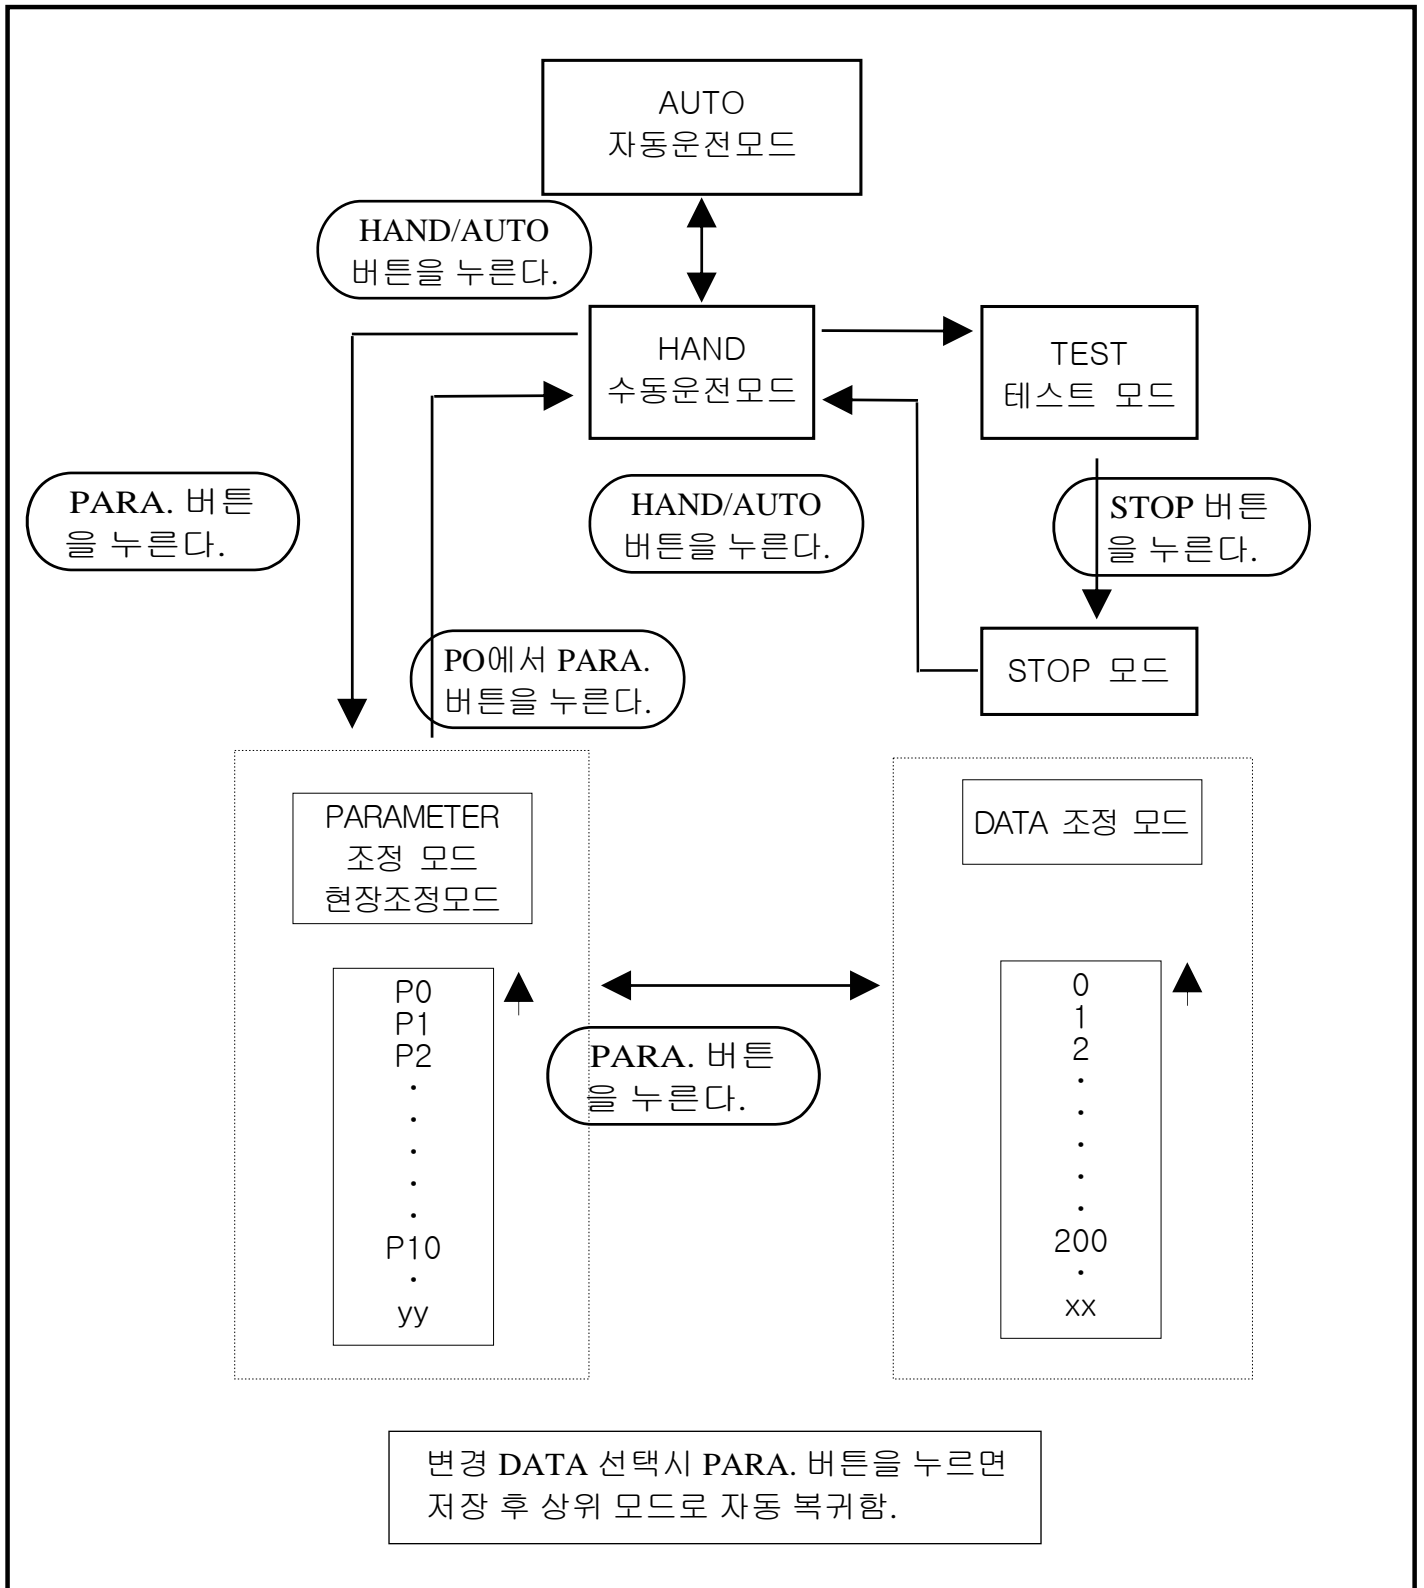 AUTO
자동운전모드
HAND/AUTO
버튼을 누른다.
HAND
수동운전모드
TEST
테스트 모드
PARA. 버튼
을 누른다.
HAND/AUTO
버튼을 누른다.
STOP 버튼
을 누른다.
PO에서 PARA.
버튼을 누른다.
STOP 모드
PARAMETER
조정 모드
현장조정모드
DATA 조정 모드
P0
P1
P2
.
.
.
.
.
P10
.
yy
0
1
2
.
.
.
.
.
200
.
xx
PARA. 버튼
을 누른다.
변경 DATA 선택시 PARA. 버튼을 누르면
저장 후 상위 모드로 자동 복귀함.